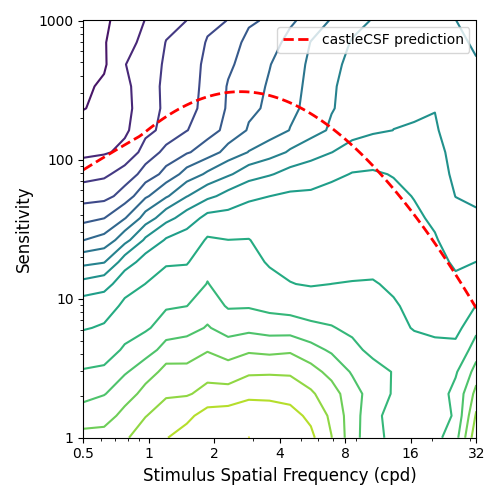 1000
castleCSF prediction
100
Sensitivity
10
1
0.5 1 2 4 8 16 32
Stimulus Spatial Frequency (cpd)